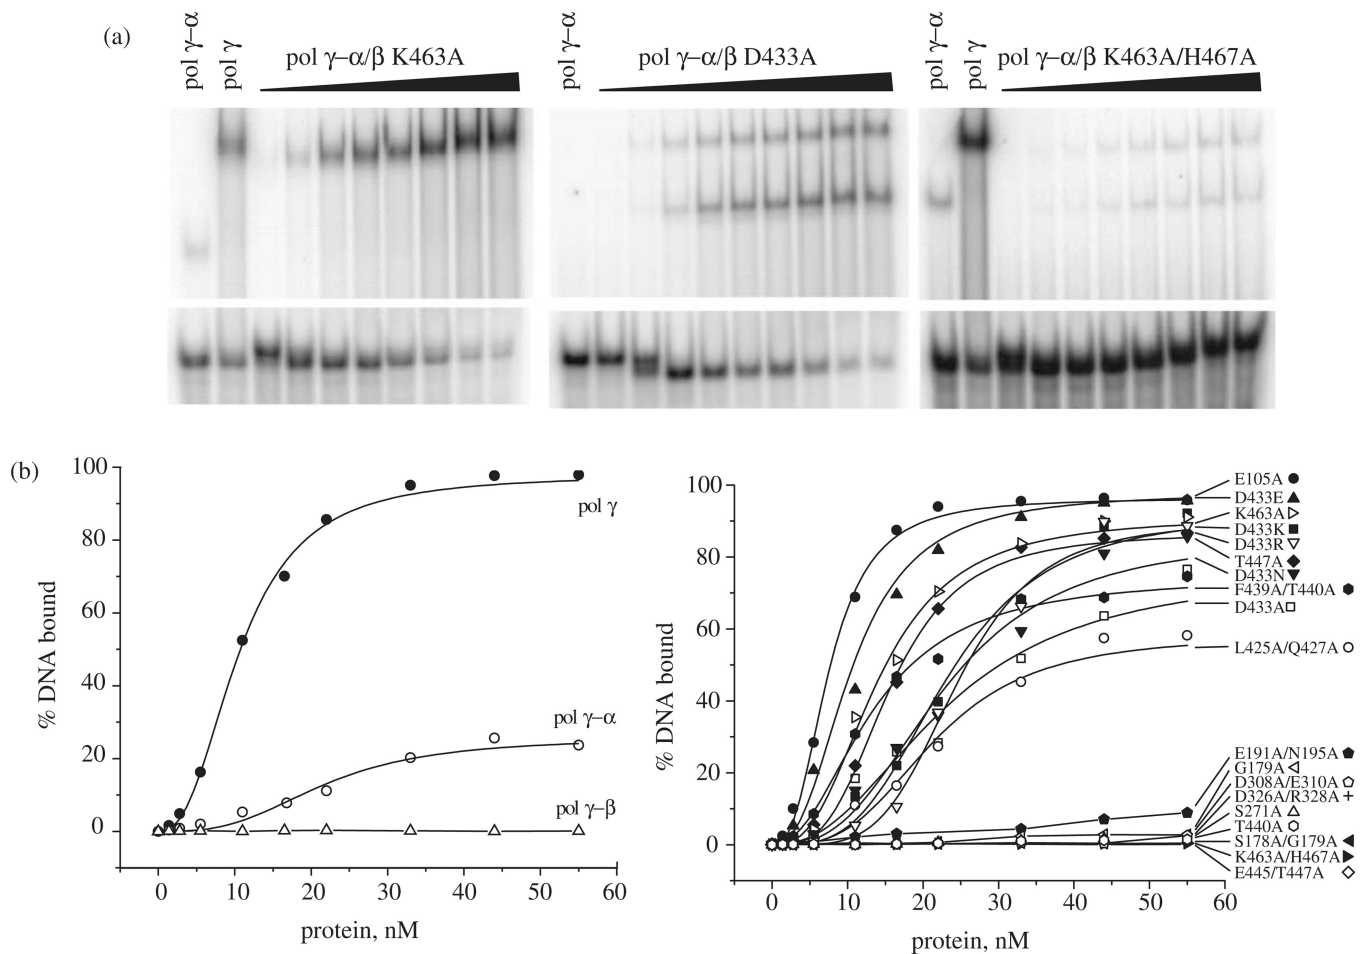 (a)
pol γ–α
pol γ
pol γ–α/β K463A
pol γ–α
pol γ–α/β D433A
pol γ–α
pol γ
pol γ–α/β K463A/H467A
(b)
100
80
60
40
20
0
% DNA bound
pol γ
pol γ–α
pol γ–β
0 10 20 30 40 50 60
protein, nM
100
80
60
40
20
0
% DNA bound
E105A
D433E
K463A
D433K
D433R
T447A
D433N
F439A/T440A
D433A
L425A/Q427A
E191A/N195A
G179A
D308A/E310A
D326A/R328A
S271A
T440A
S178A/G179A
K463A/H467A
E445/T447A
0 10 20 30 40 50 60
protein, nM